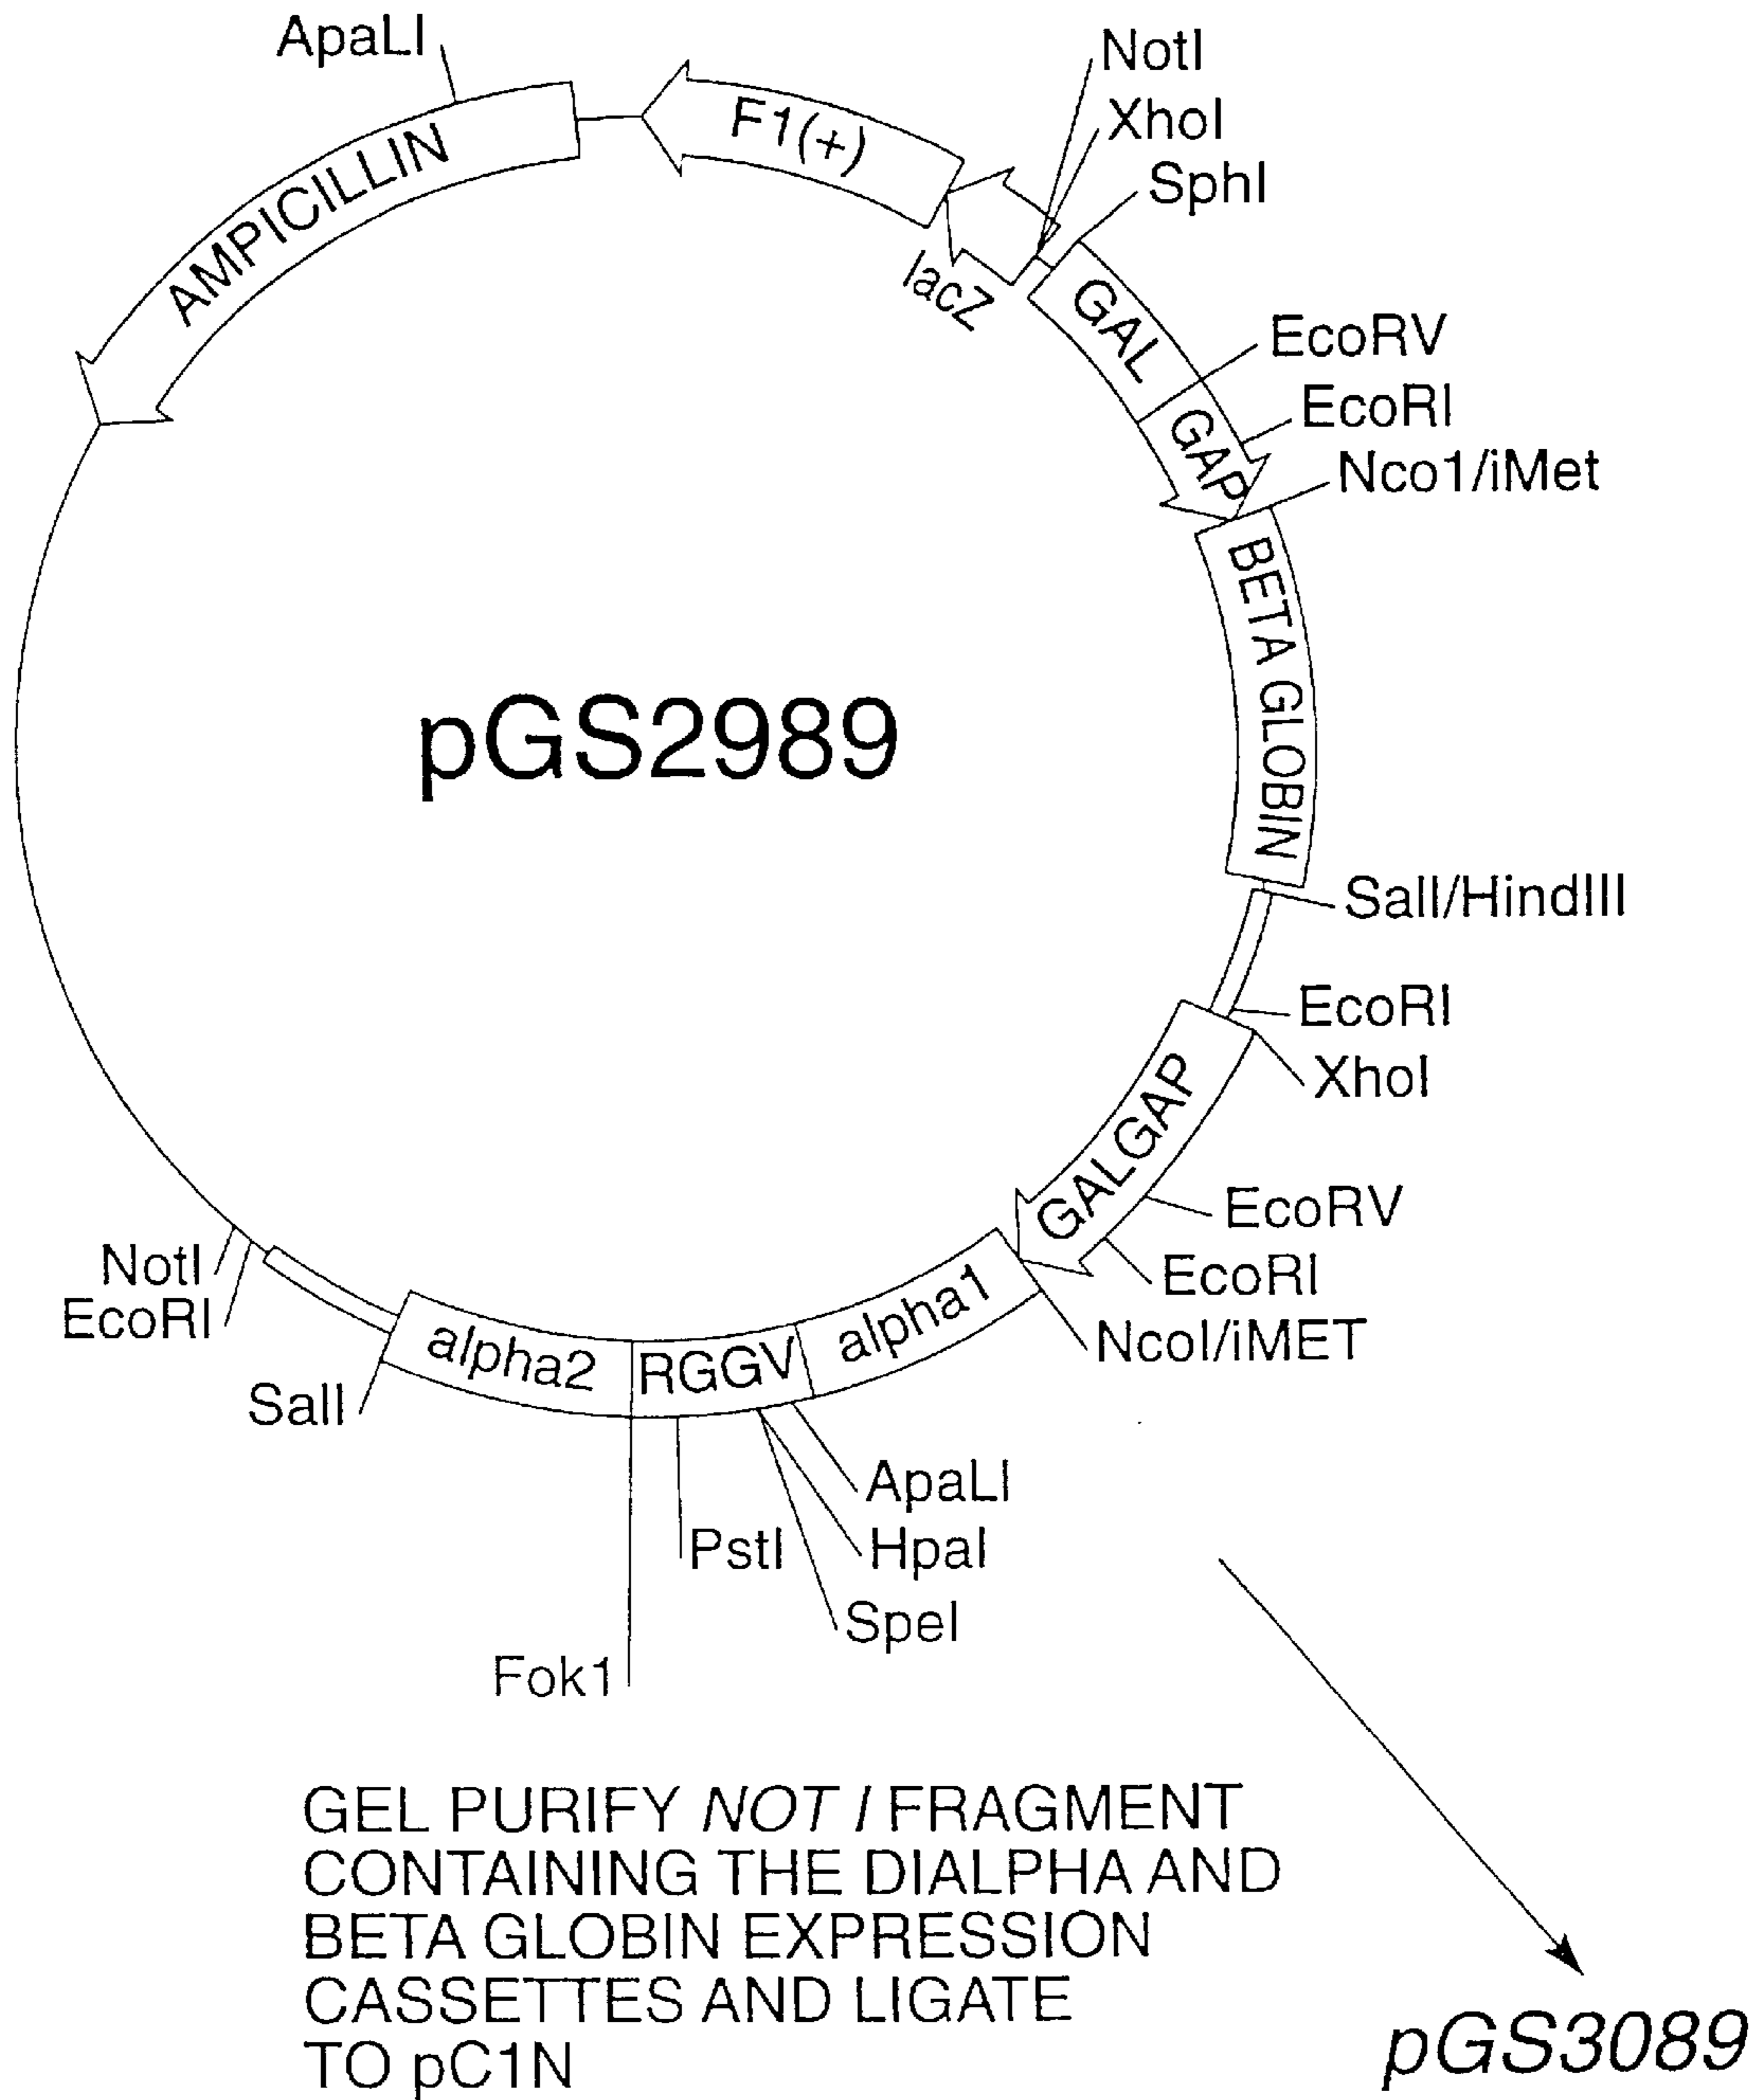 ApaLI
NotI
XhoI
SphI
F1(+)
AMPICILLIN
lacZ
GAL
EcoRV
EcoRI
GAP
Nco1/iMet
BETA GLOBIN
pGS2989
SalI/HindIII
EcoRI
XhoI
GALGAP
EcoRV
EcoRI
NcoI/iMET
NotI
EcoRI
alpha2
RGGV
alpha1
SalI
ApaLI
PstI
HpaI
SpeI
Fok1
GEL PURIFY NOT I FRAGMENT
CONTAINING THE DIALPHA AND
BETA GLOBIN EXPRESSION
CASSETTES AND LIGATE
TO pC1N
pGS3089